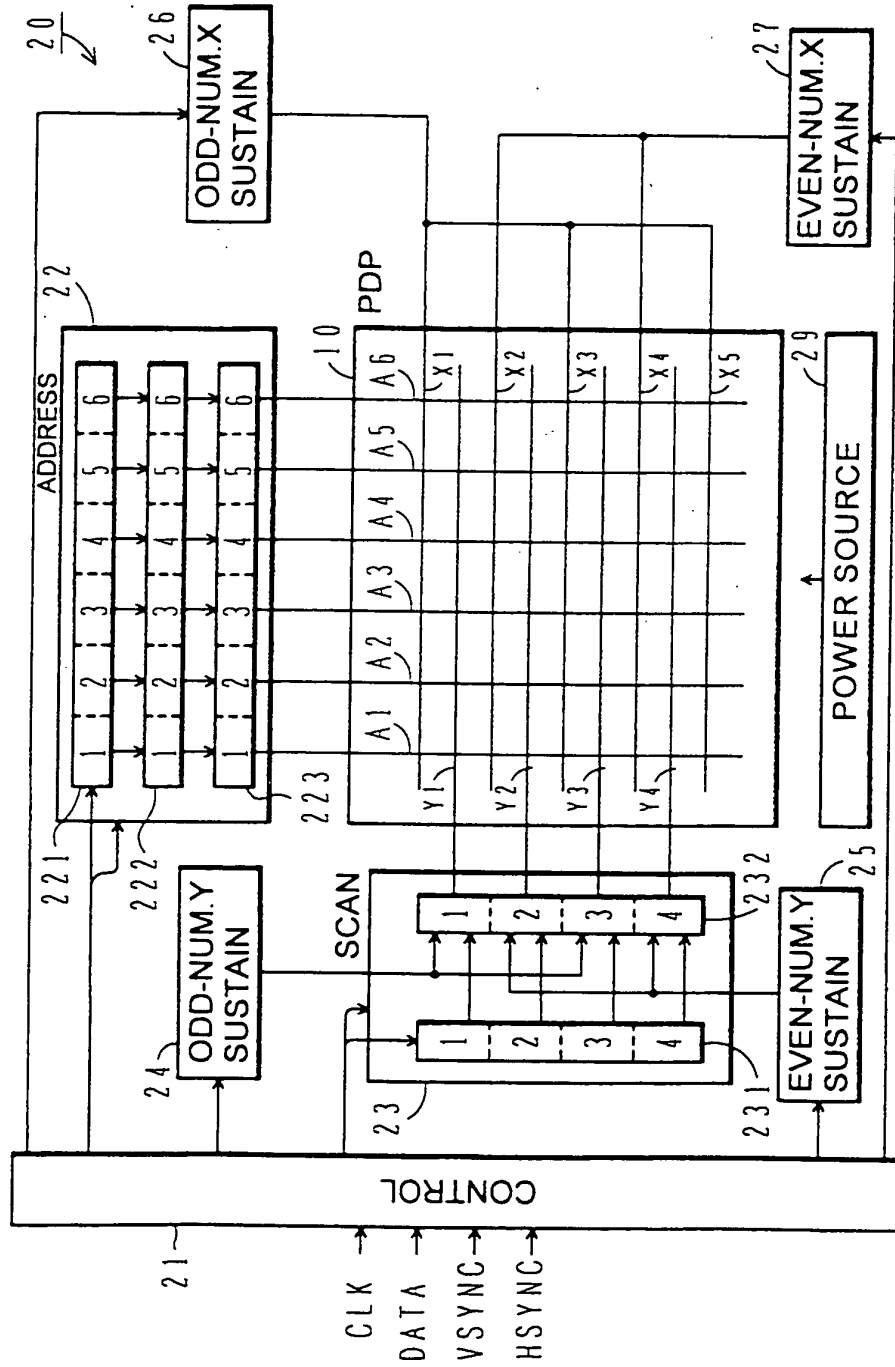 20
26
ODD-NUM.X
SUSTAIN
27
EVEN-NUM.X
SUSTAIN
22
ADDRESS
1 2 3 4 5 6
1 2 3 4 5 6
1 2 3 4 5 6
221
222
223
PDP
10
A1 A2 A3 A4 A5 A6
X1
X2
X3
X4
X5
Y1
Y2
Y3
Y4
29
POWER SOURCE
24
ODD-NUM.Y
SUSTAIN
SCAN
23
1
2
3
4
231
1
2
3
4
232
25
EVEN-NUM.Y
SUSTAIN
CONTROL
21
CLK
DATA
VSYNC
HSYNC